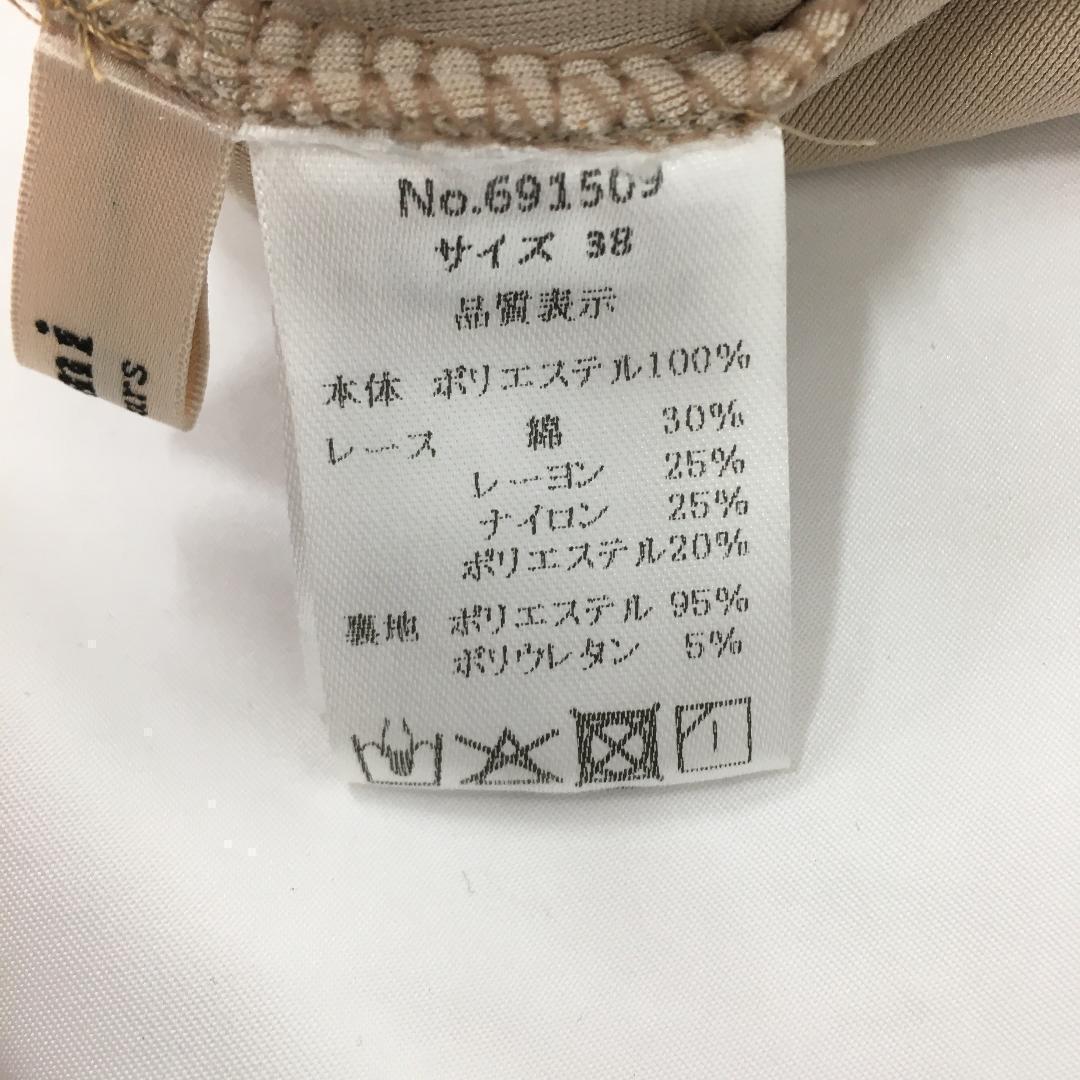 No.691509
サイズ 38
品質表示
本体 ポリエステル100%
レース 綿 30%
レーヨン 25%
ナイロン 25%
ポリエステル20%
裏地 ポリエステル 95%
ポリウレタン 5%